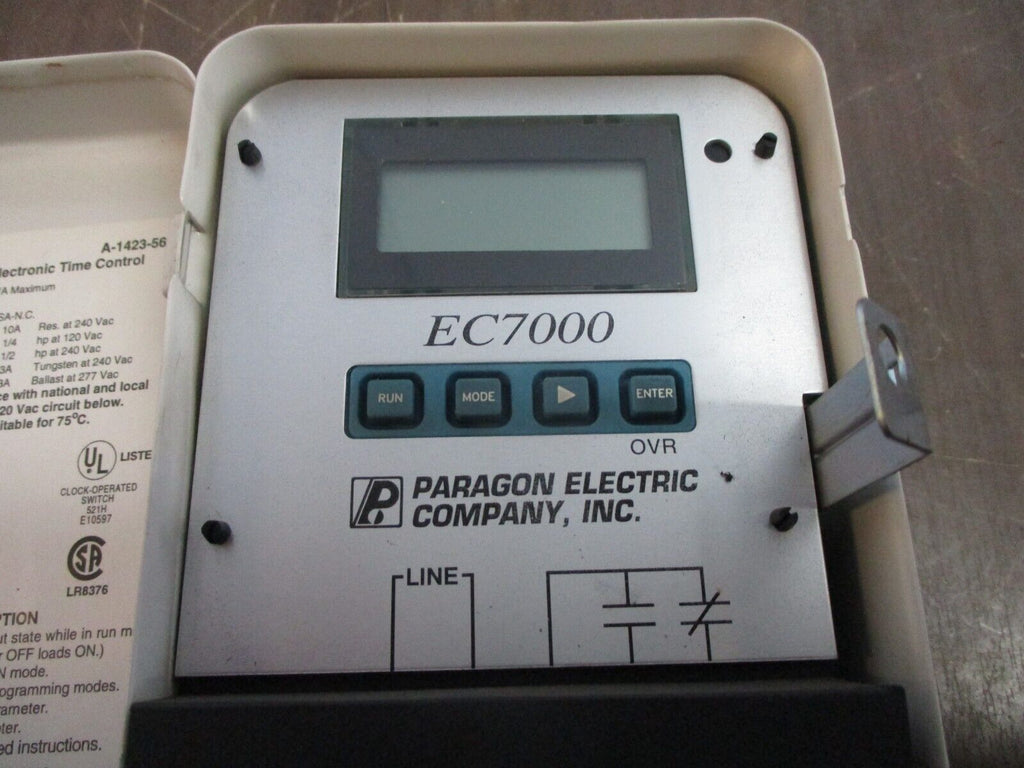 A-1423-56
lectronic Time Control
A Maximum
SA-N.C.
10A Res. at 240 Vac
1/4 hp at 120 Vac
1/2 hp at 240 Vac
3A Tungsten at 240 Vac
Ballast at 277 Vac
ce with national and local
20 Vac circuit below.
itable for 75°C.
UL LISTE
CLOCK-OPERATED
SWITCH
521H
E10597
SA
LR8376
PTION
ut state while in run m
r OFF loads ON.)
N mode.
ogramming modes.
rameter.
ter.
ed instructions.
EC7000
RUN MODE ENTER
OVR
P PARAGON ELECTRIC
COMPANY, INC.
LINE